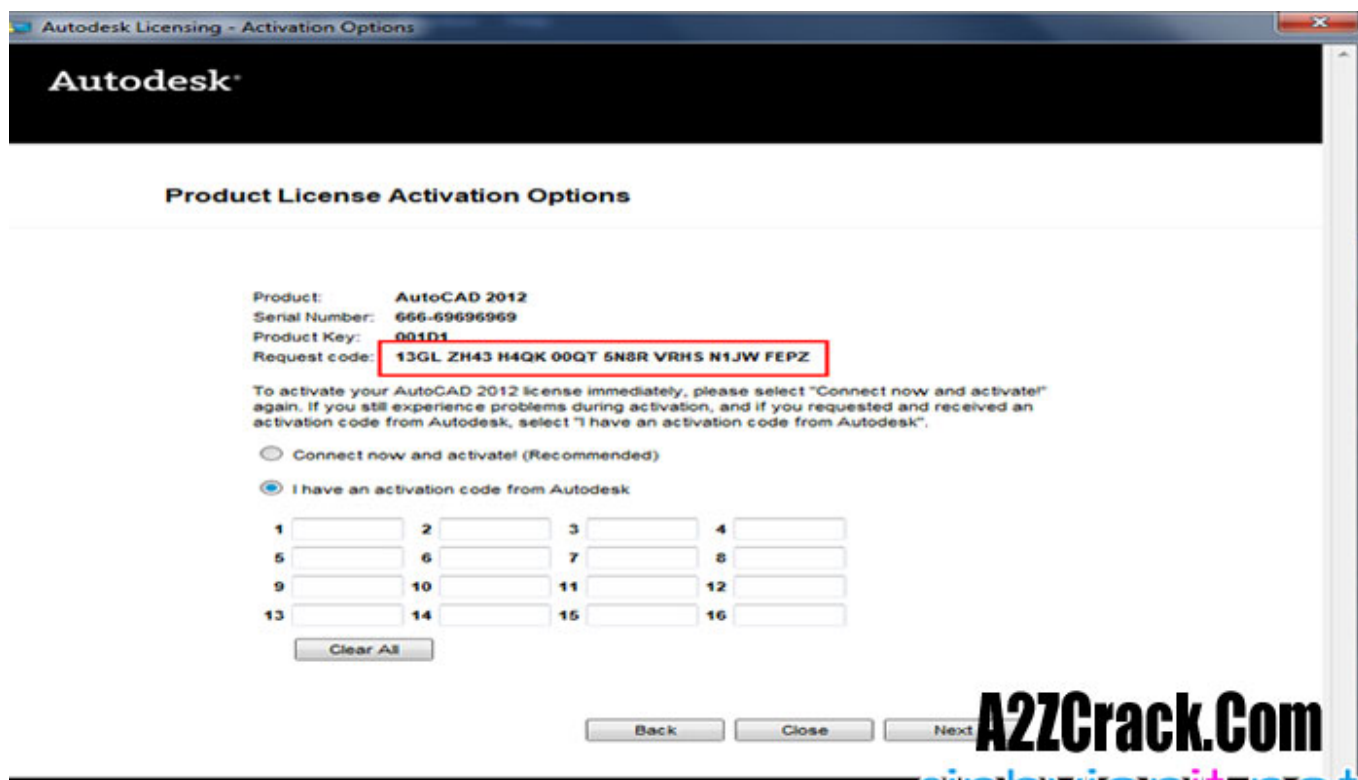 Autodesk Licensing - Activation Options
Autodesk
Product License Activation Options
Product: AutoCAD 2012
Serial Number: 666-69696969
Product Key: 001D1
Request code: 13GL ZH43 H4QK 00QT 5N8R VRHS N1JW FEPZ
To activate your AutoCAD 2012 license immediately, please select "Connect now and activate!"
again. If you still experience problems during activation, and if you requested and received an
activation code from Autodesk, select "I have an activation code from Autodesk".
Connect now and activate! (Recommended)
I have an activation code from Autodesk
1 2 3 4
5 6 7 8
9 10 11 12
13 14 15 16
Clear All
Back Close Next
A2ZCrack.Com